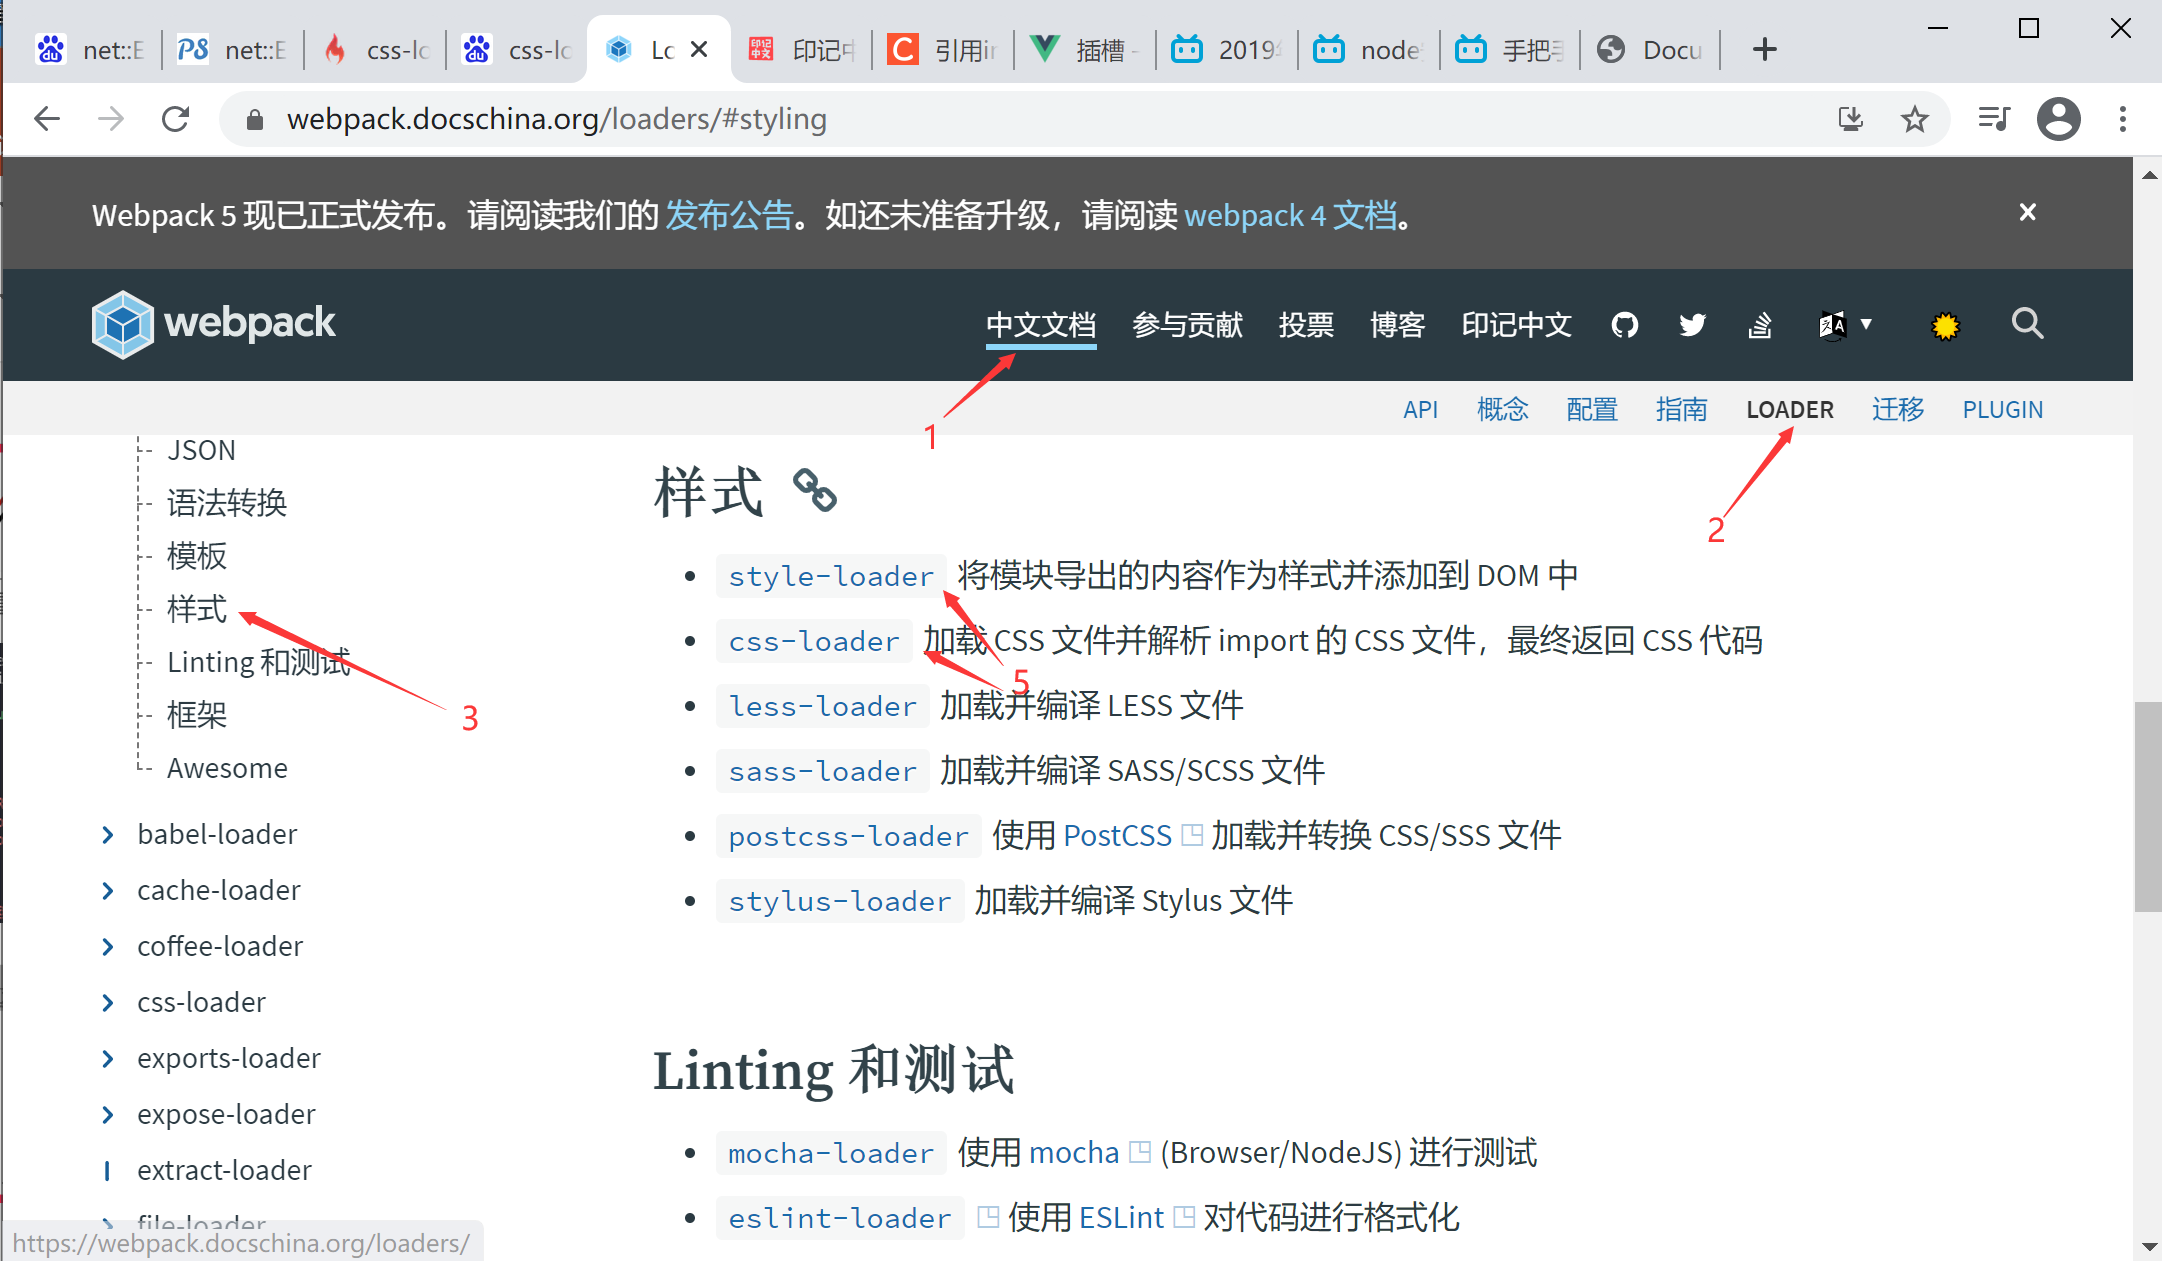 net::E
net::E
css-lo
css-lo
Lo
印记中
引用in
插槽 -
2019年
node
手把手
Docu
webpack.docschina.org/loaders/#styling
Webpack 5 现已正式发布。请阅读我们的 发布公告。如还未准备升级，请阅读 webpack 4 文档。
webpack
中文文档 参与贡献 投票 博客 印记中文
API 概念 配置 指南 LOADER 迁移 PLUGIN
1
2
JSON
语法转换
模板
样式
Linting 和测试
框架
Awesome
3
babel-loader
cache-loader
coffee-loader
css-loader
exports-loader
expose-loader
extract-loader
file-loader
样式
style-loader 将模块导出的内容作为样式并添加到 DOM 中
css-loader 加载 CSS 文件并解析 import 的 CSS 文件，最终返回 CSS 代码
5
less-loader 加载并编译 LESS 文件
sass-loader 加载并编译 SASS/SCSS 文件
postcss-loader 使用 PostCSS 加载并转换 CSS/SSS 文件
stylus-loader 加载并编译 Stylus 文件
Linting 和测试
mocha-loader 使用 mocha (Browser/NodeJS) 进行测试
eslint-loader 使用 ESLint 对代码进行格式化
https://webpack.docschina.org/loaders/